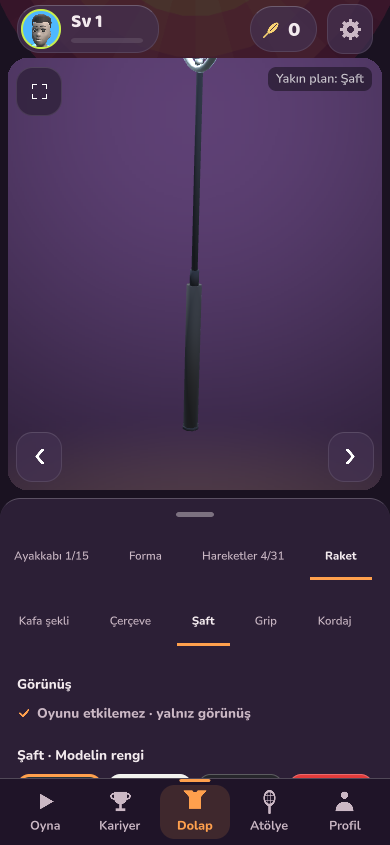 Sv 1
0
Yakın plan: Şaft
Ayakkabı 1/15 Forma Hareketler 4/31 Raket
Kafa şekli Çerçeve Şaft Grip Kordaj
Görünüş
Oyunu etkilemez · yalnız görünüş
Şaft · Modelin rengi
Oyna Kariyer Dolap Atölye Profil